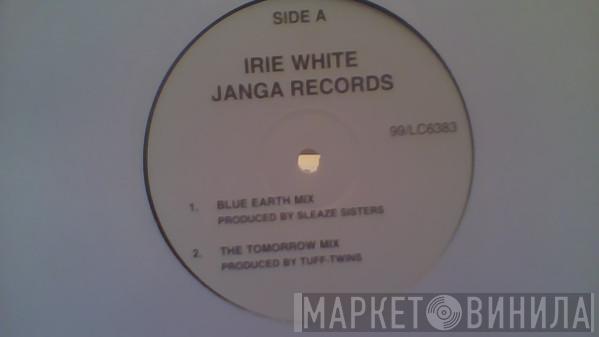 SIDE A
IRIE WHITE
JANGA RECORDS
99/LC6383
1. BLUE EARTH MIX
PRODUCED BY SLEAZE SISTERS
2. THE TOMORROW MIX
PRODUCED BY TUFF-TWINS
МАРКЕТ ВИНИЛА